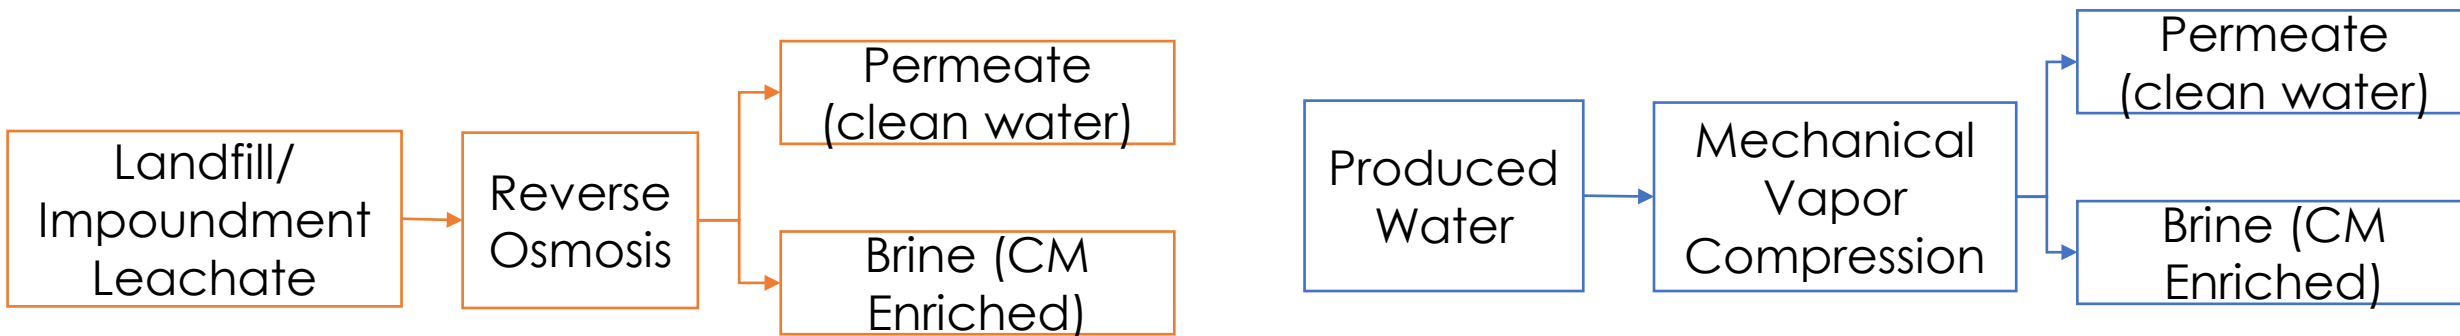 Landfill/
Impoundment
Leachate
Reverse
Osmosis
Permeate
(clean water)
Brine (CM
Enriched)
Produced
Water
Mechanical
Vapor
Compression
Permeate
(clean water)
Brine (CM
Enriched)